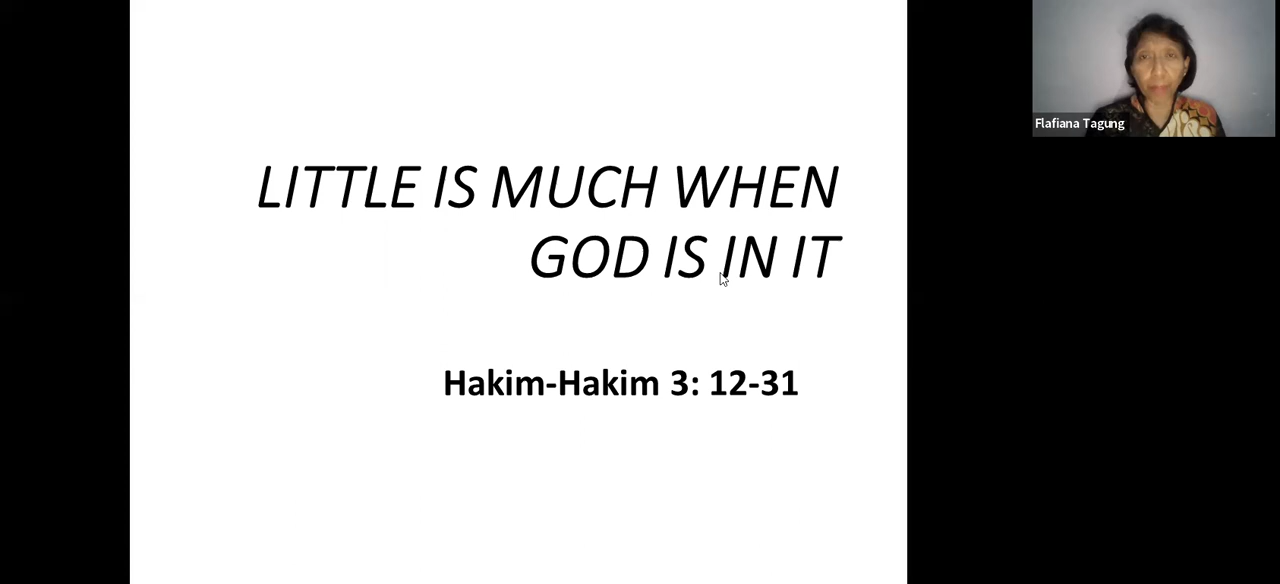 LITTLE IS MUCH WHEN
GOD IS IN IT
Hakim-Hakim 3: 12-31
Flafiana Tagung